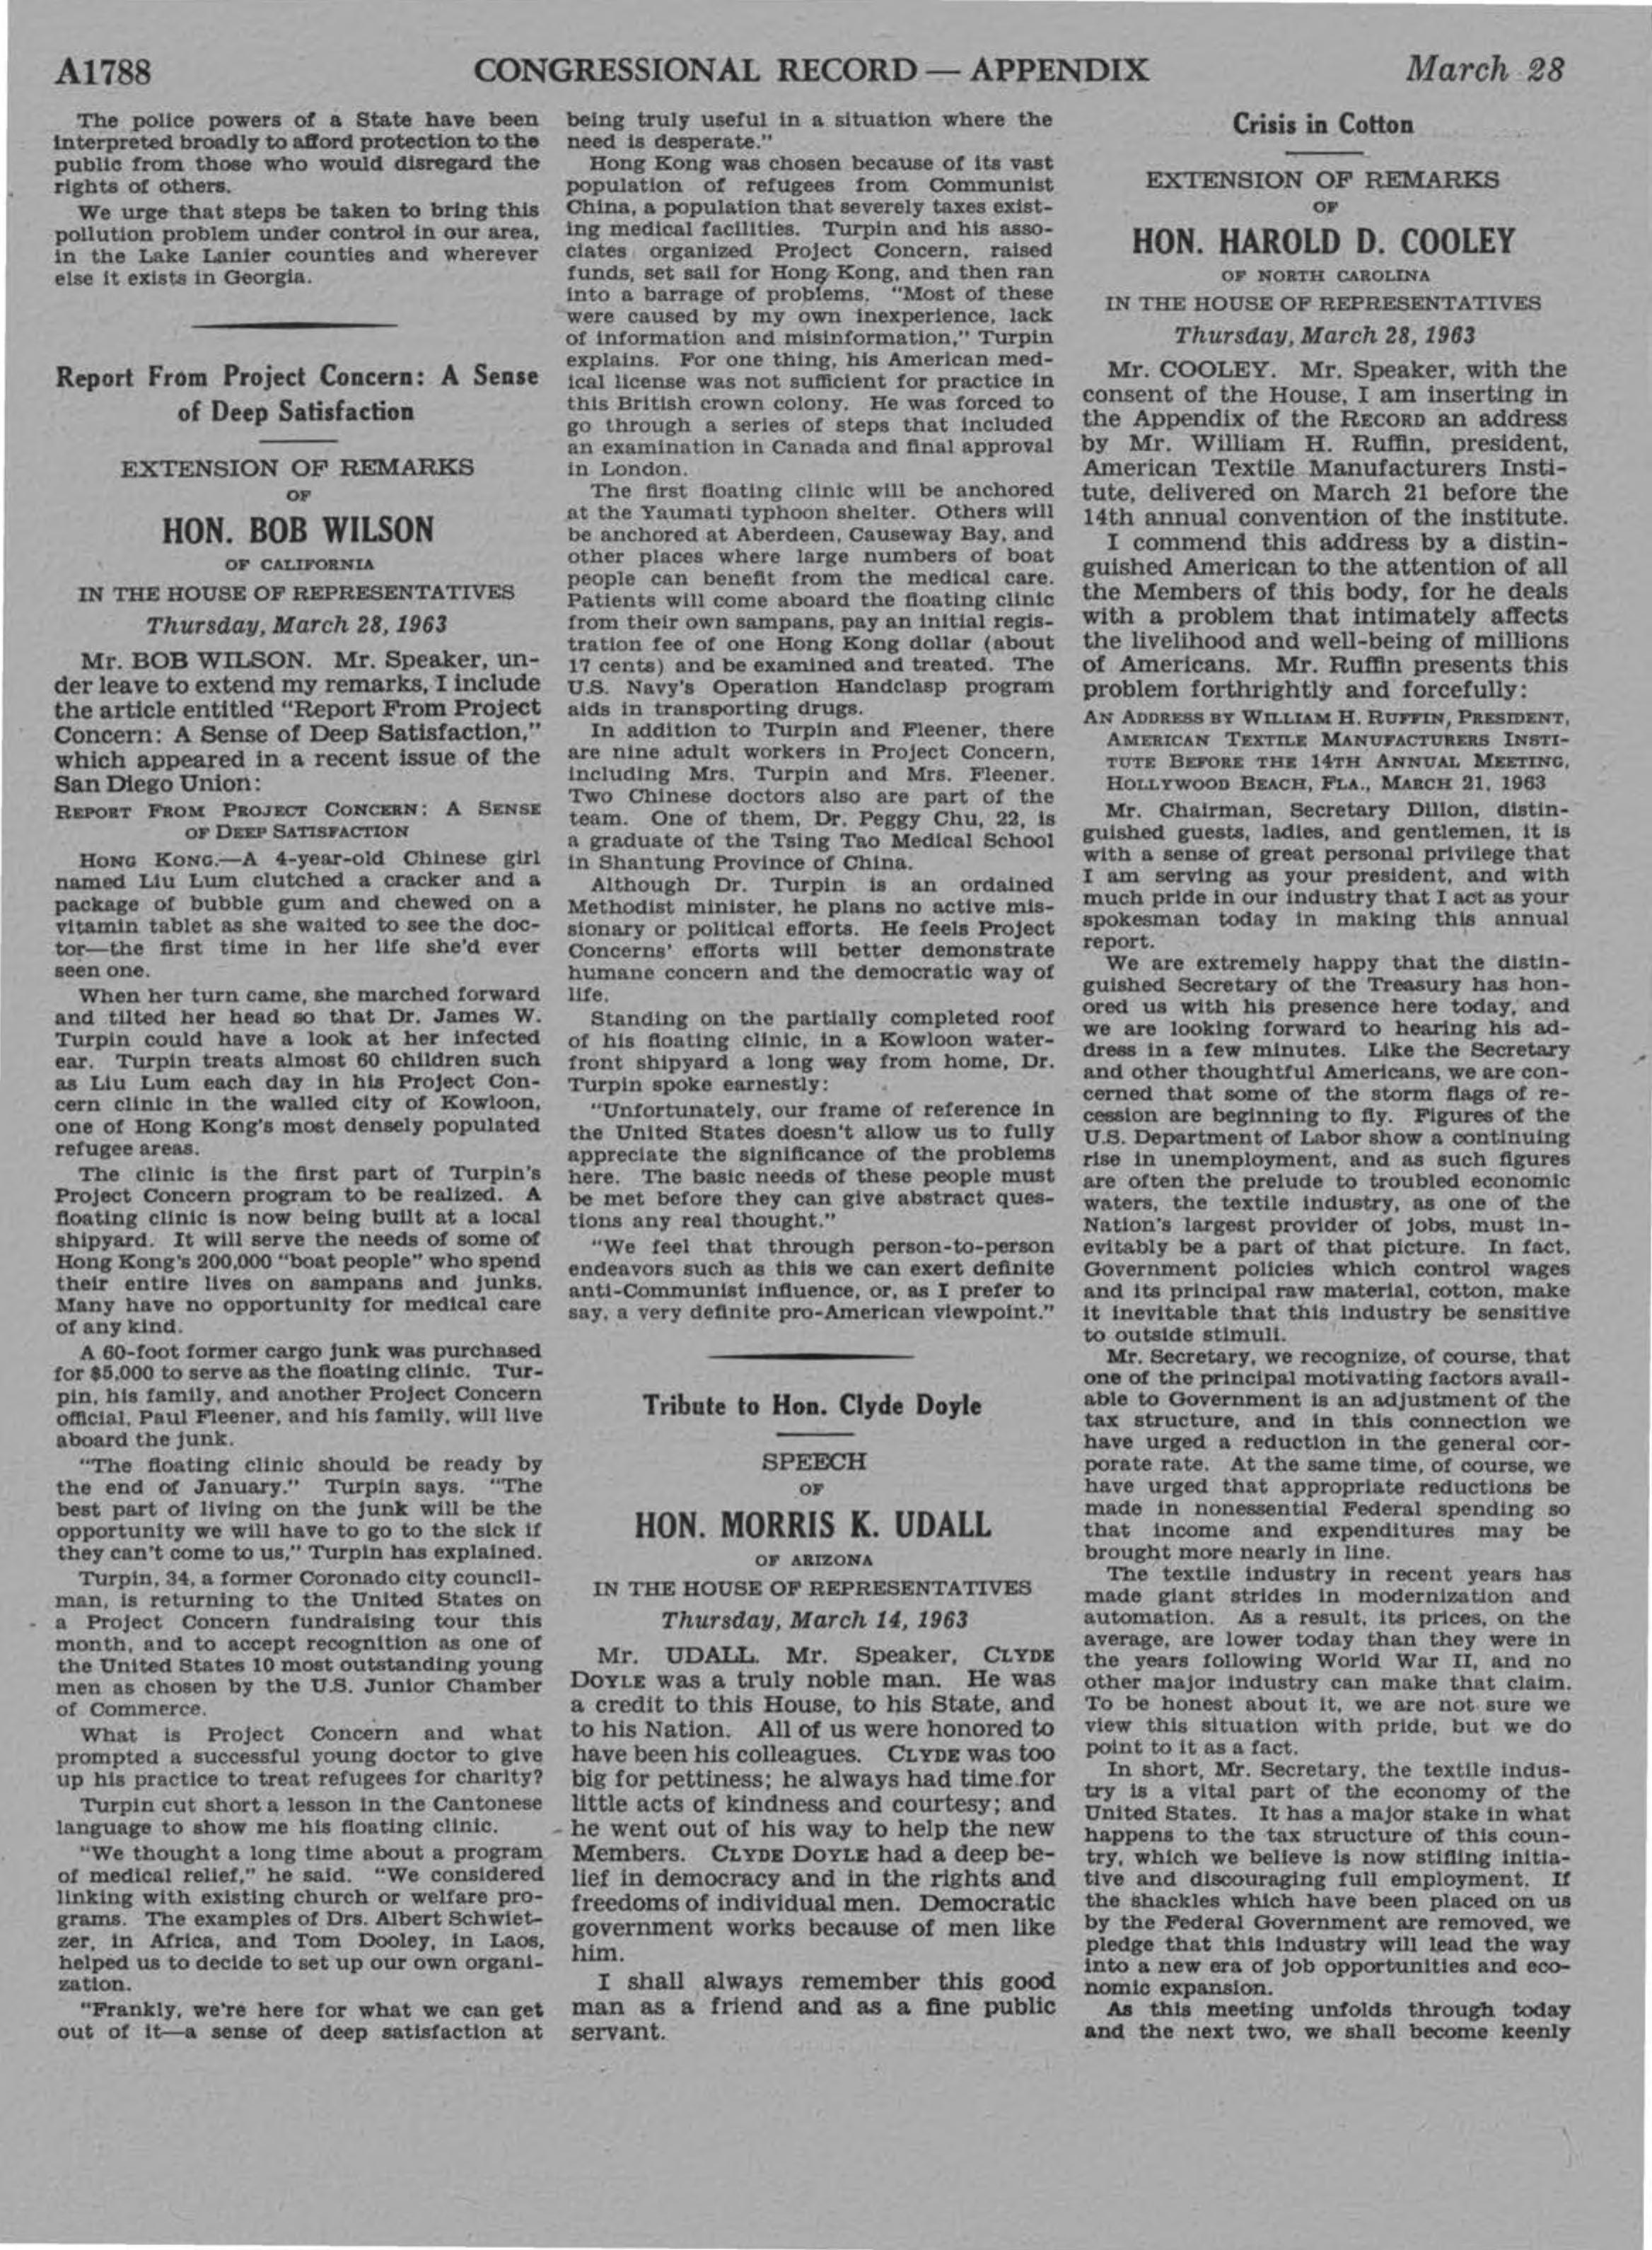 A1788
CONGRESSIONAL RECORD — APPENDIX
March 28
The police powers of a State have been
interpreted broadly to afford protection to the
public from those who would disregard the
rights of others.
We urge that steps be taken to bring this
pollution problem under control in our area,
in the Lake Lanier counties and wherever
else it exists in Georgia.
Report From Project Concern: A Sense
of Deep Satisfaction
EXTENSION OF REMARKS
OF
HON. BOB WILSON
OF CALIFORNIA
IN THE HOUSE OF REPRESENTATIVES
Thursday, March 28, 1963
Mr. BOB WILSON. Mr. Speaker, un-
der leave to extend my remarks, I include
the article entitled "Report From Project
Concern: A Sense of Deep Satisfaction,"
which appeared in a recent issue of the
San Diego Union:
REPORT FROM PROJECT CONCERN: A SENSE
OF DEEP SATISFACTION
HONG KONG.—A 4-year-old Chinese girl
named Liu Lum clutched a cracker and a
package of bubble gum and chewed on a
vitamin tablet as she waited to see the doc-
tor—the first time in her life she'd ever
seen one.
When her turn came, she marched forward
and tilted her head so that Dr. James W.
Turpin could have a look at her infected
ear. Turpin treats almost 60 children such
as Liu Lum each day in his Project Con-
cern clinic in the walled city of Kowloon,
one of Hong Kong's most densely populated
refugee areas.
The clinic is the first part of Turpin's
Project Concern program to be realized. A
floating clinic is now being built at a local
shipyard. It will serve the needs of some of
Hong Kong's 200,000 "boat people" who spend
their entire lives on sampans and junks.
Many have no opportunity for medical care
of any kind.
A 60-foot former cargo junk was purchased
for $5,000 to serve as the floating clinic. Tur-
pin, his family, and another Project Concern
official, Paul Fleener, and his family, will live
aboard the junk.
"The floating clinic should be ready by
the end of January." Turpin says. "The
best part of living on the junk will be the
opportunity we will have to go to the sick if
they can't come to us," Turpin has explained.
Turpin, 34, a former Coronado city council-
man, is returning to the United States on
a Project Concern fundraising tour this
month, and to accept recognition as one of
the United States 10 most outstanding young
men as chosen by the U.S. Junior Chamber
of Commerce.
What is Project Concern and what
prompted a successful young doctor to give
up his practice to treat refugees for charity?
Turpin cut short a lesson in the Cantonese
language to show me his floating clinic.
"We thought a long time about a program
of medical relief," he said. "We considered
linking with existing church or welfare pro-
grams. The examples of Drs. Albert Schwiet-
zer, in Africa, and Tom Dooley, in Laos,
helped us to decide to set up our own organi-
zation.
"Frankly, we're here for what we can get
out of it—a sense of deep satisfaction at
being truly useful in a situation where the
need is desperate."
Hong Kong was chosen because of its vast
population of refugees from Communist
China, a population that severely taxes exist-
ing medical facilities. Turpin and his asso-
ciates organized Project Concern, raised
funds, set sail for Hong Kong, and then ran
into a barrage of problems. "Most of these
were caused by my own inexperience, lack
of information and misinformation," Turpin
explains. For one thing, his American med-
ical license was not sufficient for practice in
this British crown colony. He was forced to
go through a series of steps that included
an examination in Canada and final approval
in London.
The first floating clinic will be anchored
at the Yaumati typhoon shelter. Others will
be anchored at Aberdeen, Causeway Bay, and
other places where large numbers of boat
people can benefit from the medical care.
Patients will come aboard the floating clinic
from their own sampans, pay an initial regis-
tration fee of one Hong Kong dollar (about
17 cents) and be examined and treated. The
U.S. Navy's Operation Handclasp program
aids in transporting drugs.
In addition to Turpin and Fleener, there
are nine adult workers in Project Concern,
including Mrs. Turpin and Mrs. Fleener.
Two Chinese doctors also are part of the
team. One of them, Dr. Peggy Chu, 22, is
a graduate of the Tsing Tao Medical School
in Shantung Province of China.
Although Dr. Turpin is an ordained
Methodist minister, he plans no active mis-
sionary or political efforts. He feels Project
Concerns' efforts will better demonstrate
humane concern and the democratic way of
life.
Standing on the partially completed roof
of his floating clinic, in a Kowloon water-
front shipyard a long way from home, Dr.
Turpin spoke earnestly:
"Unfortunately, our frame of reference in
the United States doesn't allow us to fully
appreciate the significance of the problems
here. The basic needs of these people must
be met before they can give abstract ques-
tions any real thought."
"We feel that through person-to-person
endeavors such as this we can exert definite
anti-Communist influence, or, as I prefer to
say, a very definite pro-American viewpoint."
Tribute to Hon. Clyde Doyle
SPEECH
OF
HON. MORRIS K. UDALL
OF ARIZONA
IN THE HOUSE OF REPRESENTATIVES
Thursday, March 14, 1963
Mr. UDALL. Mr. Speaker, CLYDE
DOYLE was a truly noble man. He was
a credit to this House, to his State, and
to his Nation. All of us were honored to
have been his colleagues. CLYDE was too
big for pettiness; he always had time for
little acts of kindness and courtesy; and
he went out of his way to help the new
Members. CLYDE DOYLE had a deep be-
lief in democracy and in the rights and
freedoms of individual men. Democratic
government works because of men like
him.
I shall always remember this good
man as a friend and as a fine public
servant.
Crisis in Cotton
EXTENSION OF REMARKS
OF
HON. HAROLD D. COOLEY
OF NORTH CAROLINA
IN THE HOUSE OF REPRESENTATIVES
Thursday, March 28, 1963
Mr. COOLEY. Mr. Speaker, with the
consent of the House, I am inserting in
the Appendix of the RECORD an address
by Mr. William H. Ruffin, president,
American Textile Manufacturers Insti-
tute, delivered on March 21 before the
14th annual convention of the institute.
I commend this address by a distin-
guished American to the attention of all
the Members of this body, for he deals
with a problem that intimately affects
the livelihood and well-being of millions
of Americans. Mr. Ruffin presents this
problem forthrightly and forcefully:
AN ADDRESS BY WILLIAM H. RUFFIN, PRESIDENT,
AMERICAN TEXTILE MANUFACTURERS INSTI-
TUTE BEFORE THE 14TH ANNUAL MEETING,
HOLLYWOOD BEACH, FLA., MARCH 21, 1963
Mr. Chairman, Secretary Dillon, distin-
guished guests, ladies, and gentlemen, it is
with a sense of great personal privilege that
I am serving as your president, and with
much pride in our industry that I act as your
spokesman today in making this annual
report.
We are extremely happy that the distin-
guished Secretary of the Treasury has hon-
ored us with his presence here today, and
we are looking forward to hearing his ad-
dress in a few minutes. Like the Secretary
and other thoughtful Americans, we are con-
cerned that some of the storm flags of re-
cession are beginning to fly. Figures of the
U.S. Department of Labor show a continuing
rise in unemployment, and as such figures
are often the prelude to troubled economic
waters, the textile industry, as one of the
Nation's largest provider of jobs, must in-
evitably be a part of that picture. In fact,
Government policies which control wages
and its principal raw material, cotton, make
it inevitable that this industry be sensitive
to outside stimuli.
Mr. Secretary, we recognize, of course, that
one of the principal motivating factors avail-
able to Government is an adjustment of the
tax structure, and in this connection we
have urged a reduction in the general cor-
porate rate. At the same time, of course, we
have urged that appropriate reductions be
made in nonessential Federal spending so
that income and expenditures may be
brought more nearly in line.
The textile industry in recent years has
made giant strides in modernization and
automation. As a result, its prices, on the
average, are lower today than they were in
the years following World War II, and no
other major industry can make that claim.
To be honest about it, we are not sure we
view this situation with pride, but we do
point to it as a fact.
In short, Mr. Secretary, the textile indus-
try is a vital part of the economy of the
United States. It has a major stake in what
happens to the tax structure of this coun-
try, which we believe is now stifling initia-
tive and discouraging full employment. If
the shackles which have been placed on us
by the Federal Government are removed, we
pledge that this industry will lead the way
into a new era of job opportunities and eco-
nomic expansion.
As this meeting unfolds through today
and the next two, we shall become keenly